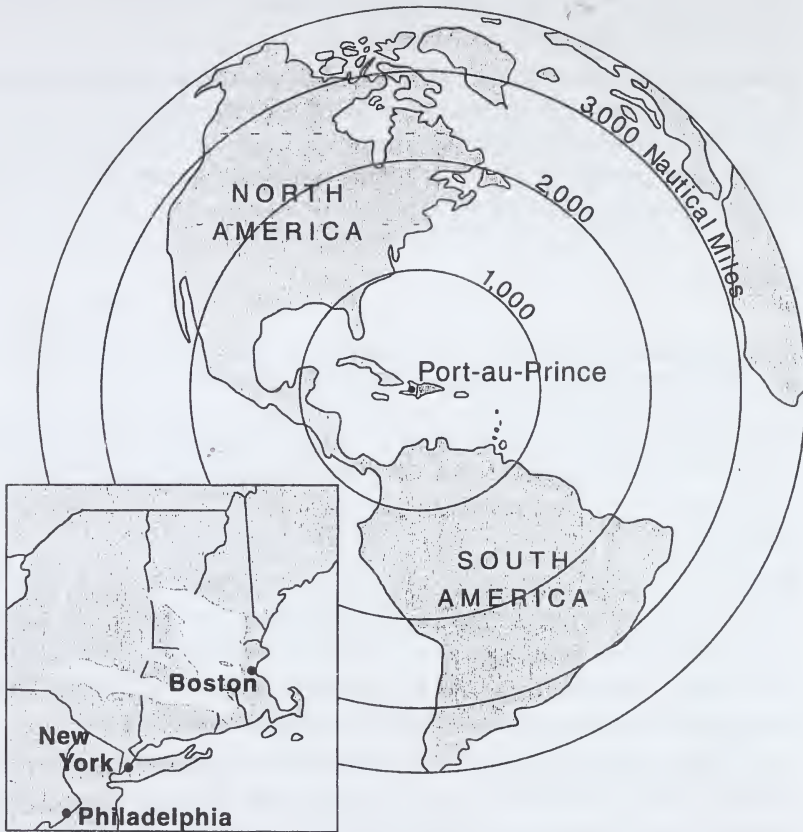 3,000 Nautical Miles
2,000
1,000
NORTH
AMERICA
Port-au-Prince
SOUTH
AMERICA
Boston
New
York
Philadelphia